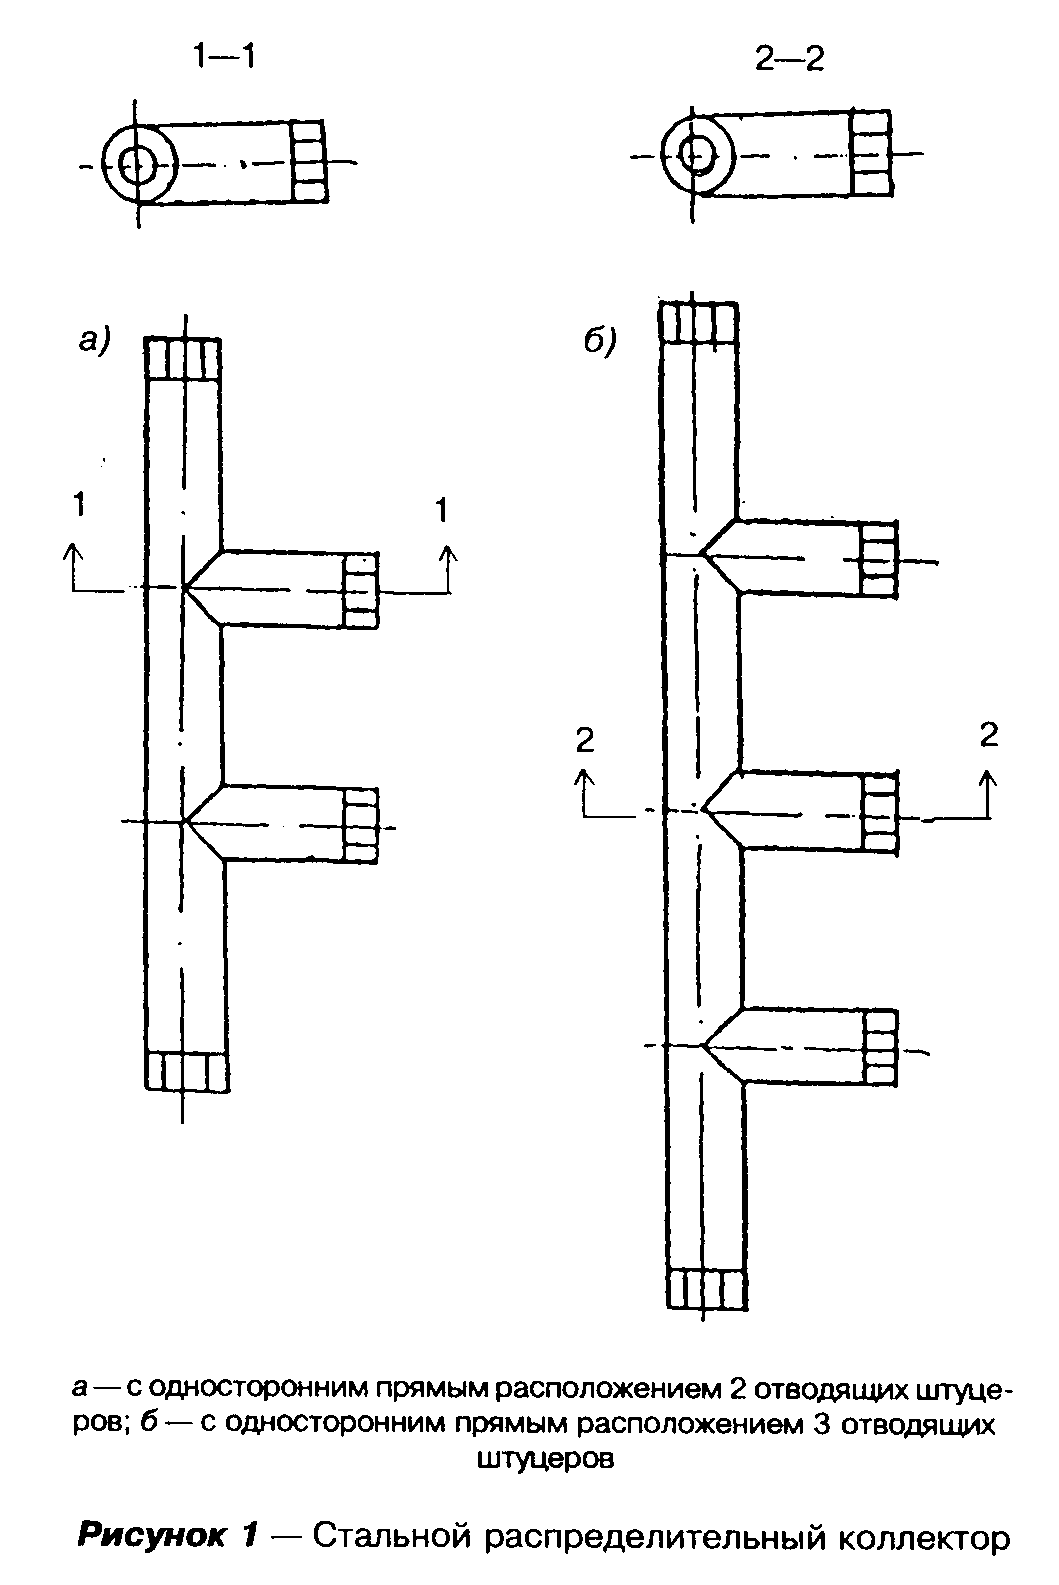 1—1
2—2
а)
б)
1
1
2
2
а — с односторонним прямым расположением 2 отводящих штуце-
ров; б — с односторонним прямым расположением 3 отводящих
штуцеров
Рисунок 1 — Стальной распределительный коллектор